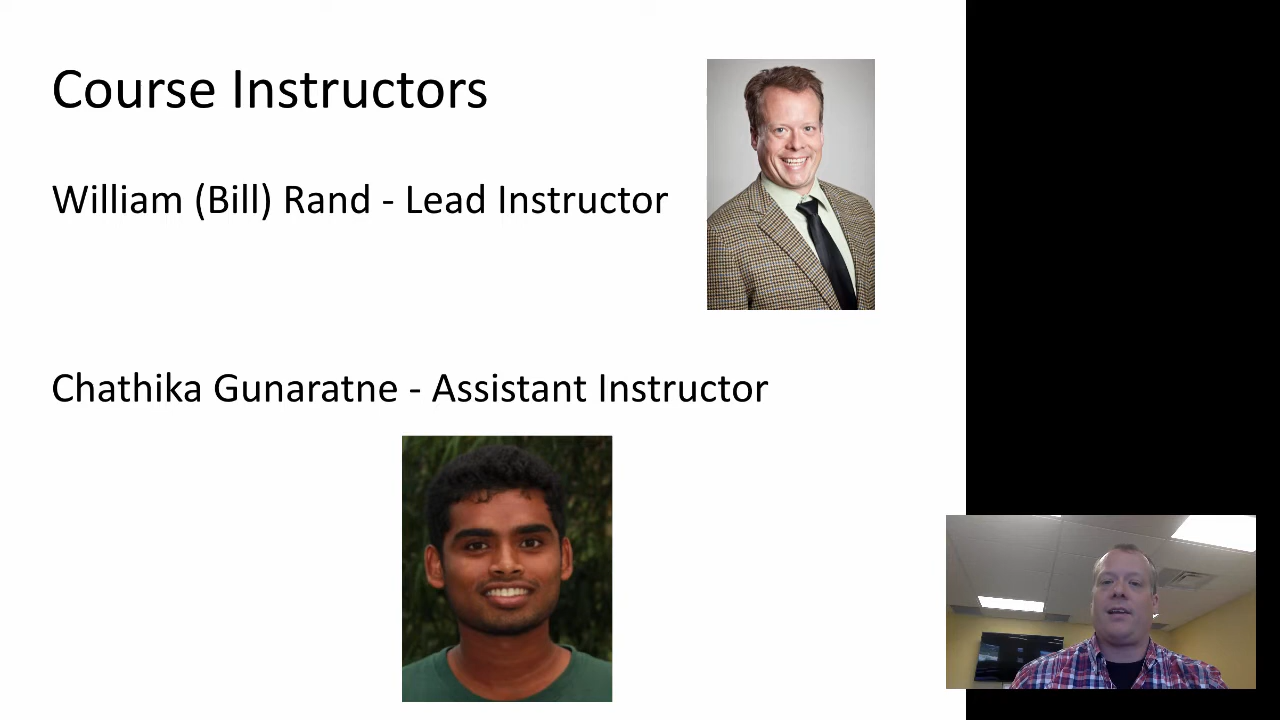 Course Instructors
William (Bill) Rand - Lead Instructor
Chathika Gunaratne - Assistant Instructor